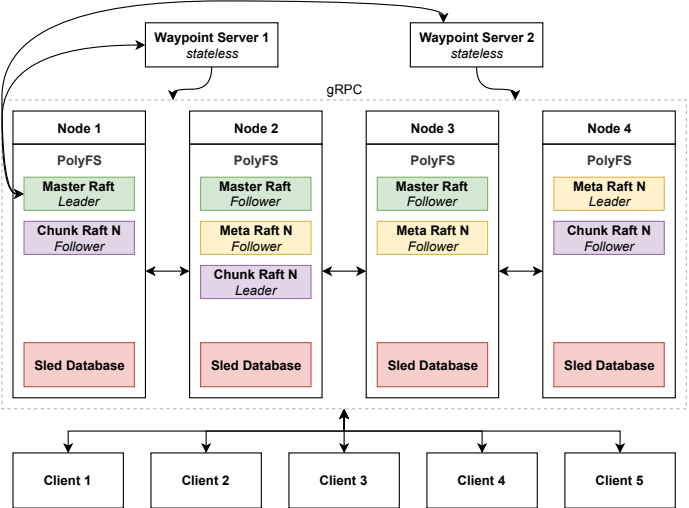 Waypoint Server 1
stateless
Waypoint Server 2
stateless
gRPC
Node 1
PolyFS
Master Raft
Leader
Chunk Raft N
Follower
Sled Database
Node 2
PolyFS
Master Raft
Follower
Meta Raft N
Follower
Chunk Raft N
Leader
Sled Database
Node 3
PolyFS
Master Raft
Follower
Meta Raft N
Follower
Sled Database
Node 4
PolyFS
Meta Raft N
Leader
Chunk Raft N
Follower
Sled Database
Client 1
Client 2
Client 3
Client 4
Client 5